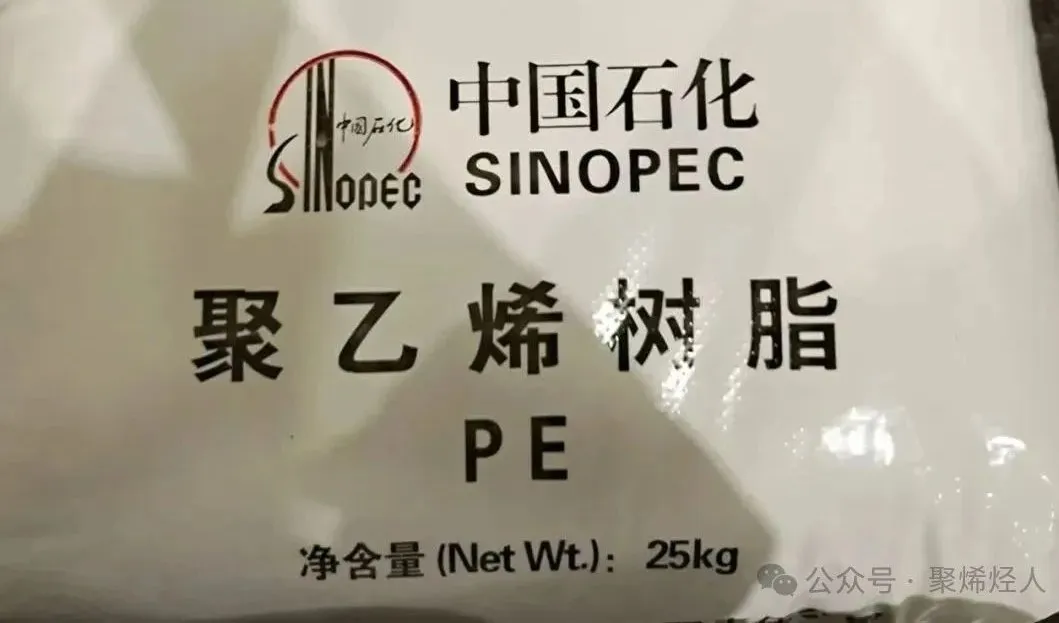 中国石化
SINOPEC
中国石化
SINOPEC
聚乙烯树脂
PE
净含量 (Net Wt.): 25kg
公众号 · 聚烯烃人